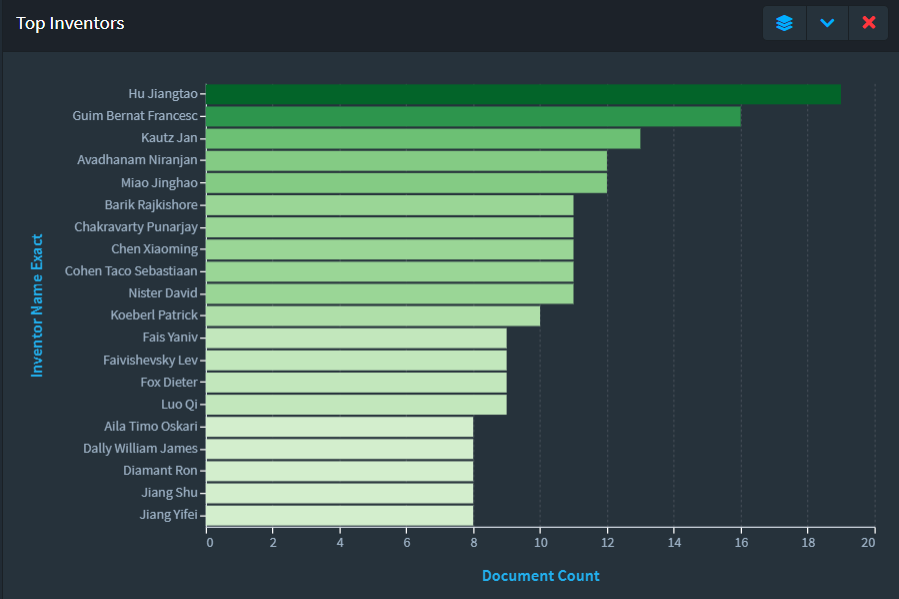 Top Inventors
Inventor Name Exact
Hu Jiangtao
Guim Bernat Francesc
Kautz Jan
Avadhanam Niranjan
Miao Jinghao
Barik Rajkishore
Chakravarty Punarjay
Chen Xiaoming
Cohen Taco Sebastiaan
Nister David
Koeberl Patrick
Fais Yaniv
Faivishevsky Lev
Fox Dieter
Luo Qi
Aila Timo Oskari
Dally William James
Diamant Ron
Jiang Shu
Jiang Yifei
0 2 4 6 8 10 12 14 16 18 20
Document Count